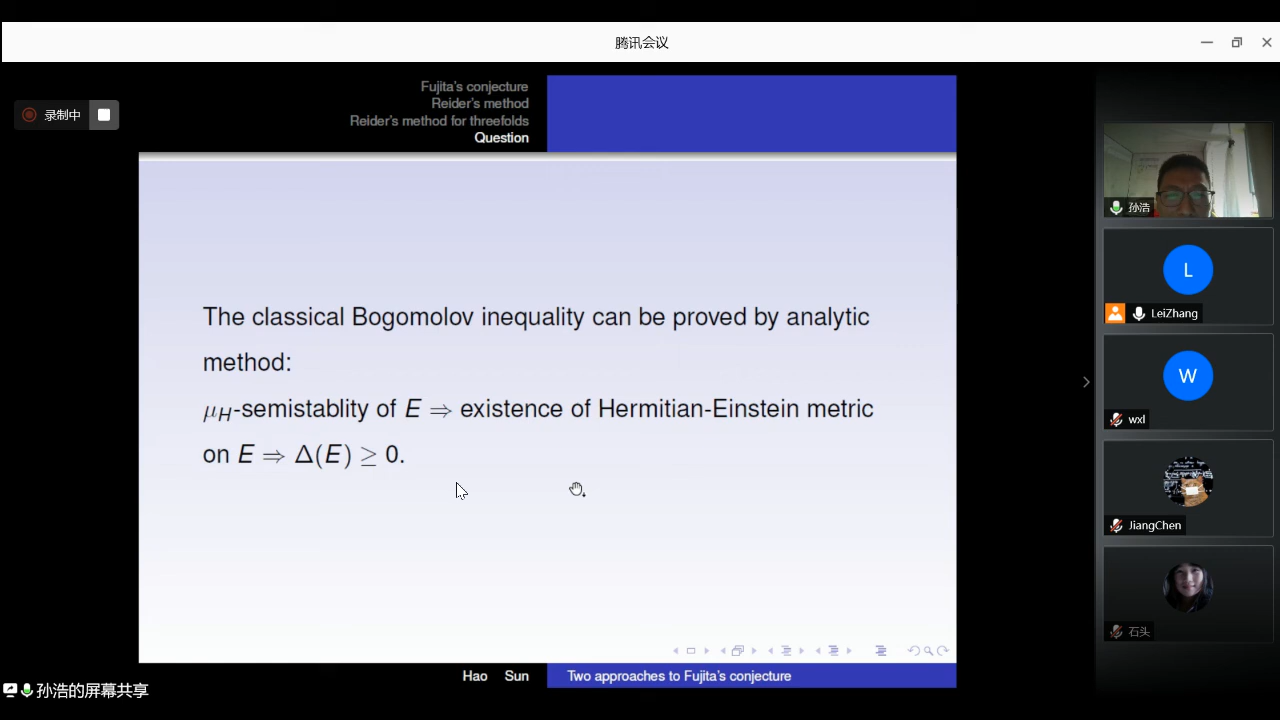 腾讯会议
录制中
Fujita's conjecture
Reider's method
Reider's method for threefolds
Question
The classical Bogomolov inequality can be proved by analytic
method:
μH-semistablity of E ⇒ existence of Hermitian-Einstein metric
on E ⇒ Δ(E) ≥ 0.
Hao Sun
Two approaches to Fujita's conjecture
孙浩的屏幕共享
孙浩
L
LeiZhang
W
wxl
JiangChen
石头